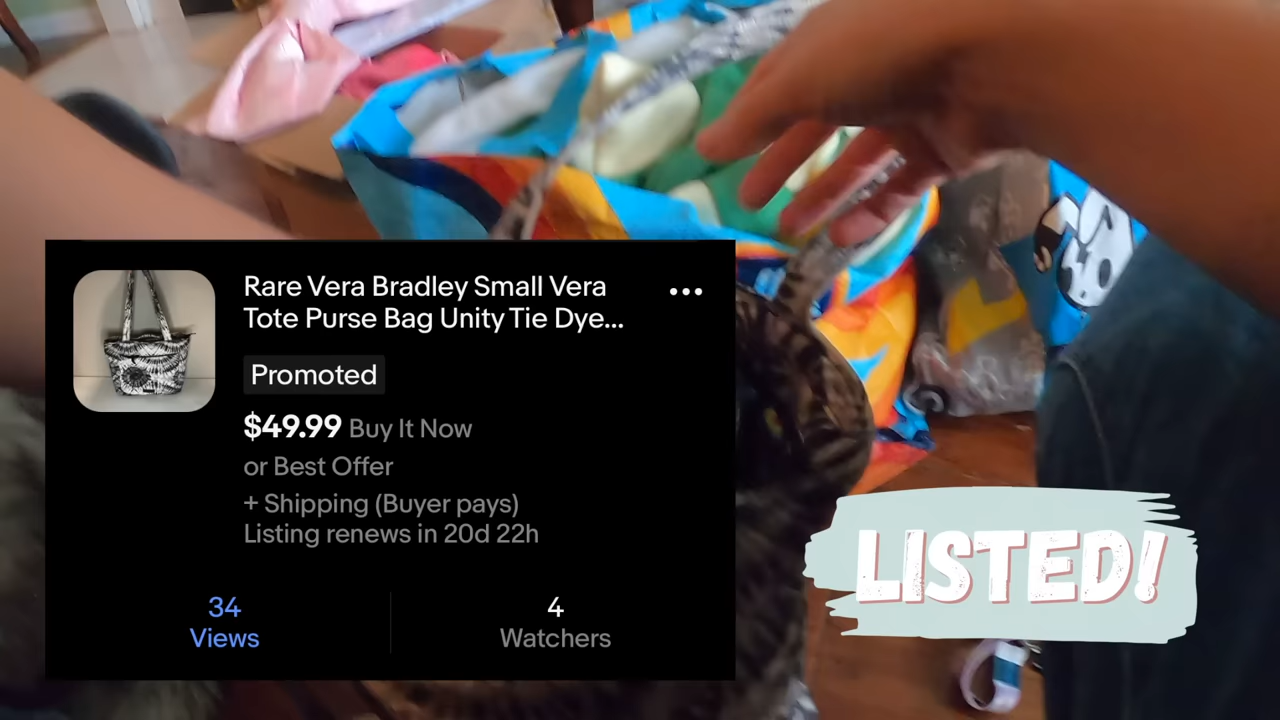 Rare Vera Bradley Small Vera
Tote Purse Bag Unity Tie Dye...
Promoted
$49.99 Buy It Now
or Best Offer
+ Shipping (Buyer pays)
Listing renews in 20d 22h
34
Views
4
Watchers
LISTED!